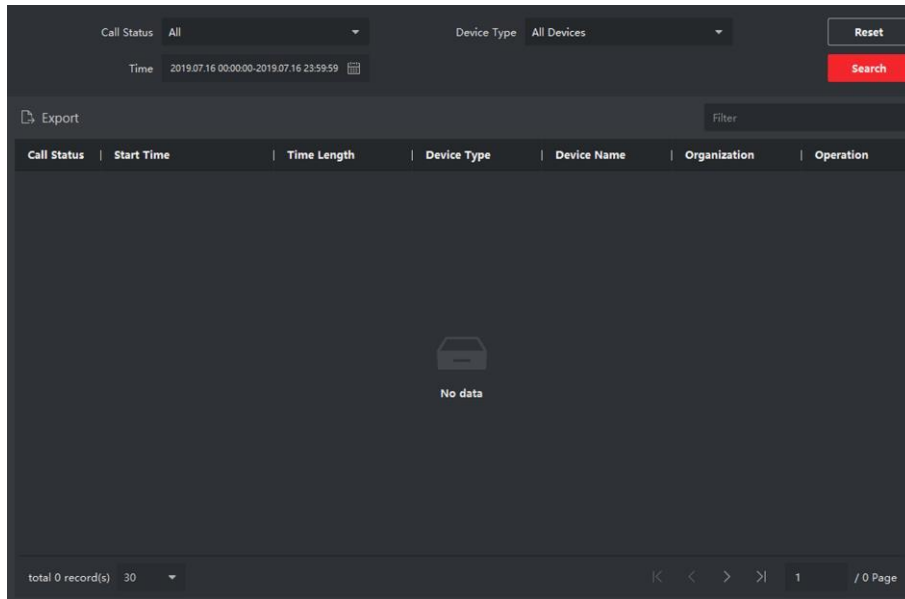 Call Status All Device Type All Devices Reset
Time 2019.07.16 00:00:00-2019.07.16 23:59:59 Search
Export Filter
Call Status | Start Time | Time Length | Device Type | Device Name | Organization | Operation
No data
total 0 record(s) 30 1 / 0 Page